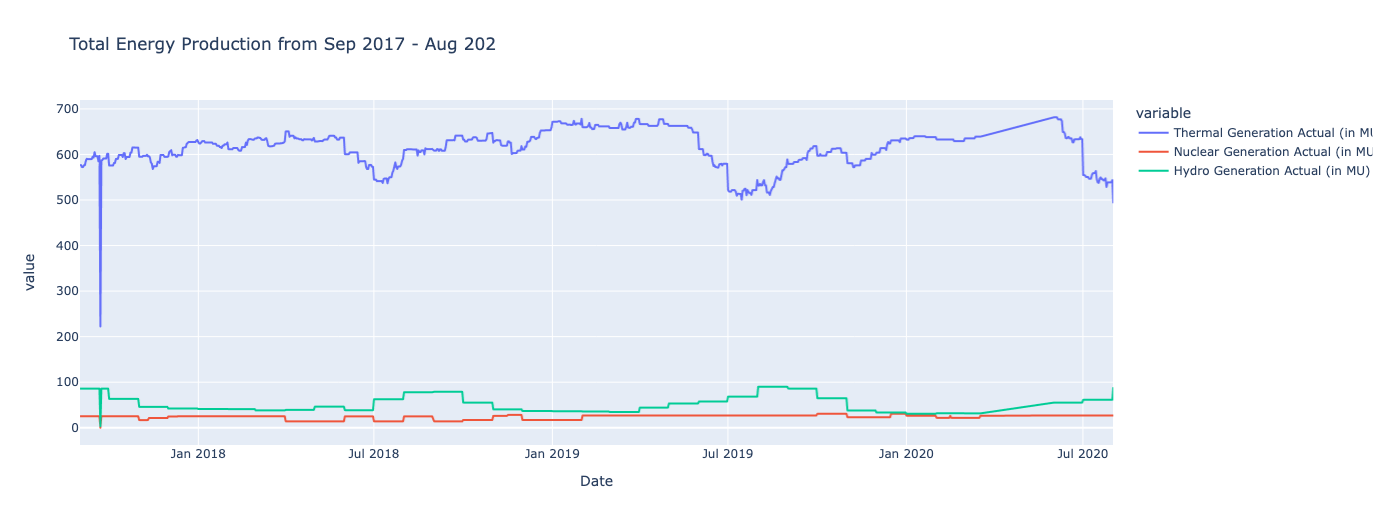 Total Energy Production from Sep 2017 - Aug 202
variable
Thermal Generation Actual (in MU
Nuclear Generation Actual (in MU
Hydro Generation Actual (in MU)
value
700
600
500
400
300
200
100
0
Jan 2018
Jul 2018
Jan 2019
Jul 2019
Jan 2020
Jul 2020
Date